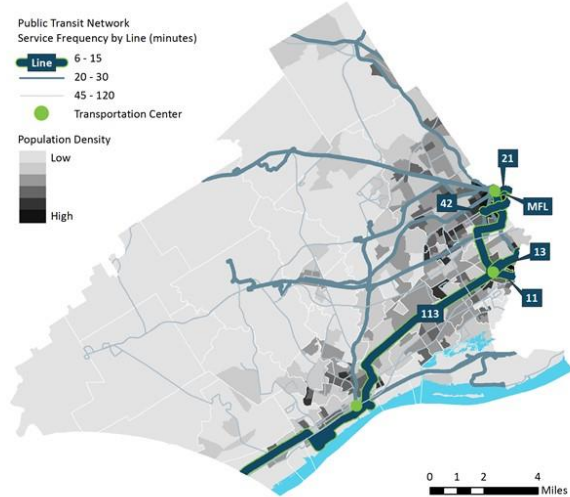 Public Transit Network
Service Frequency by Line (minutes)
Line 6 - 15
20 - 30
45 - 120
Transportation Center
Population Density
Low
High
21
42
MFL
13
11
113
0 1 2 4
Miles